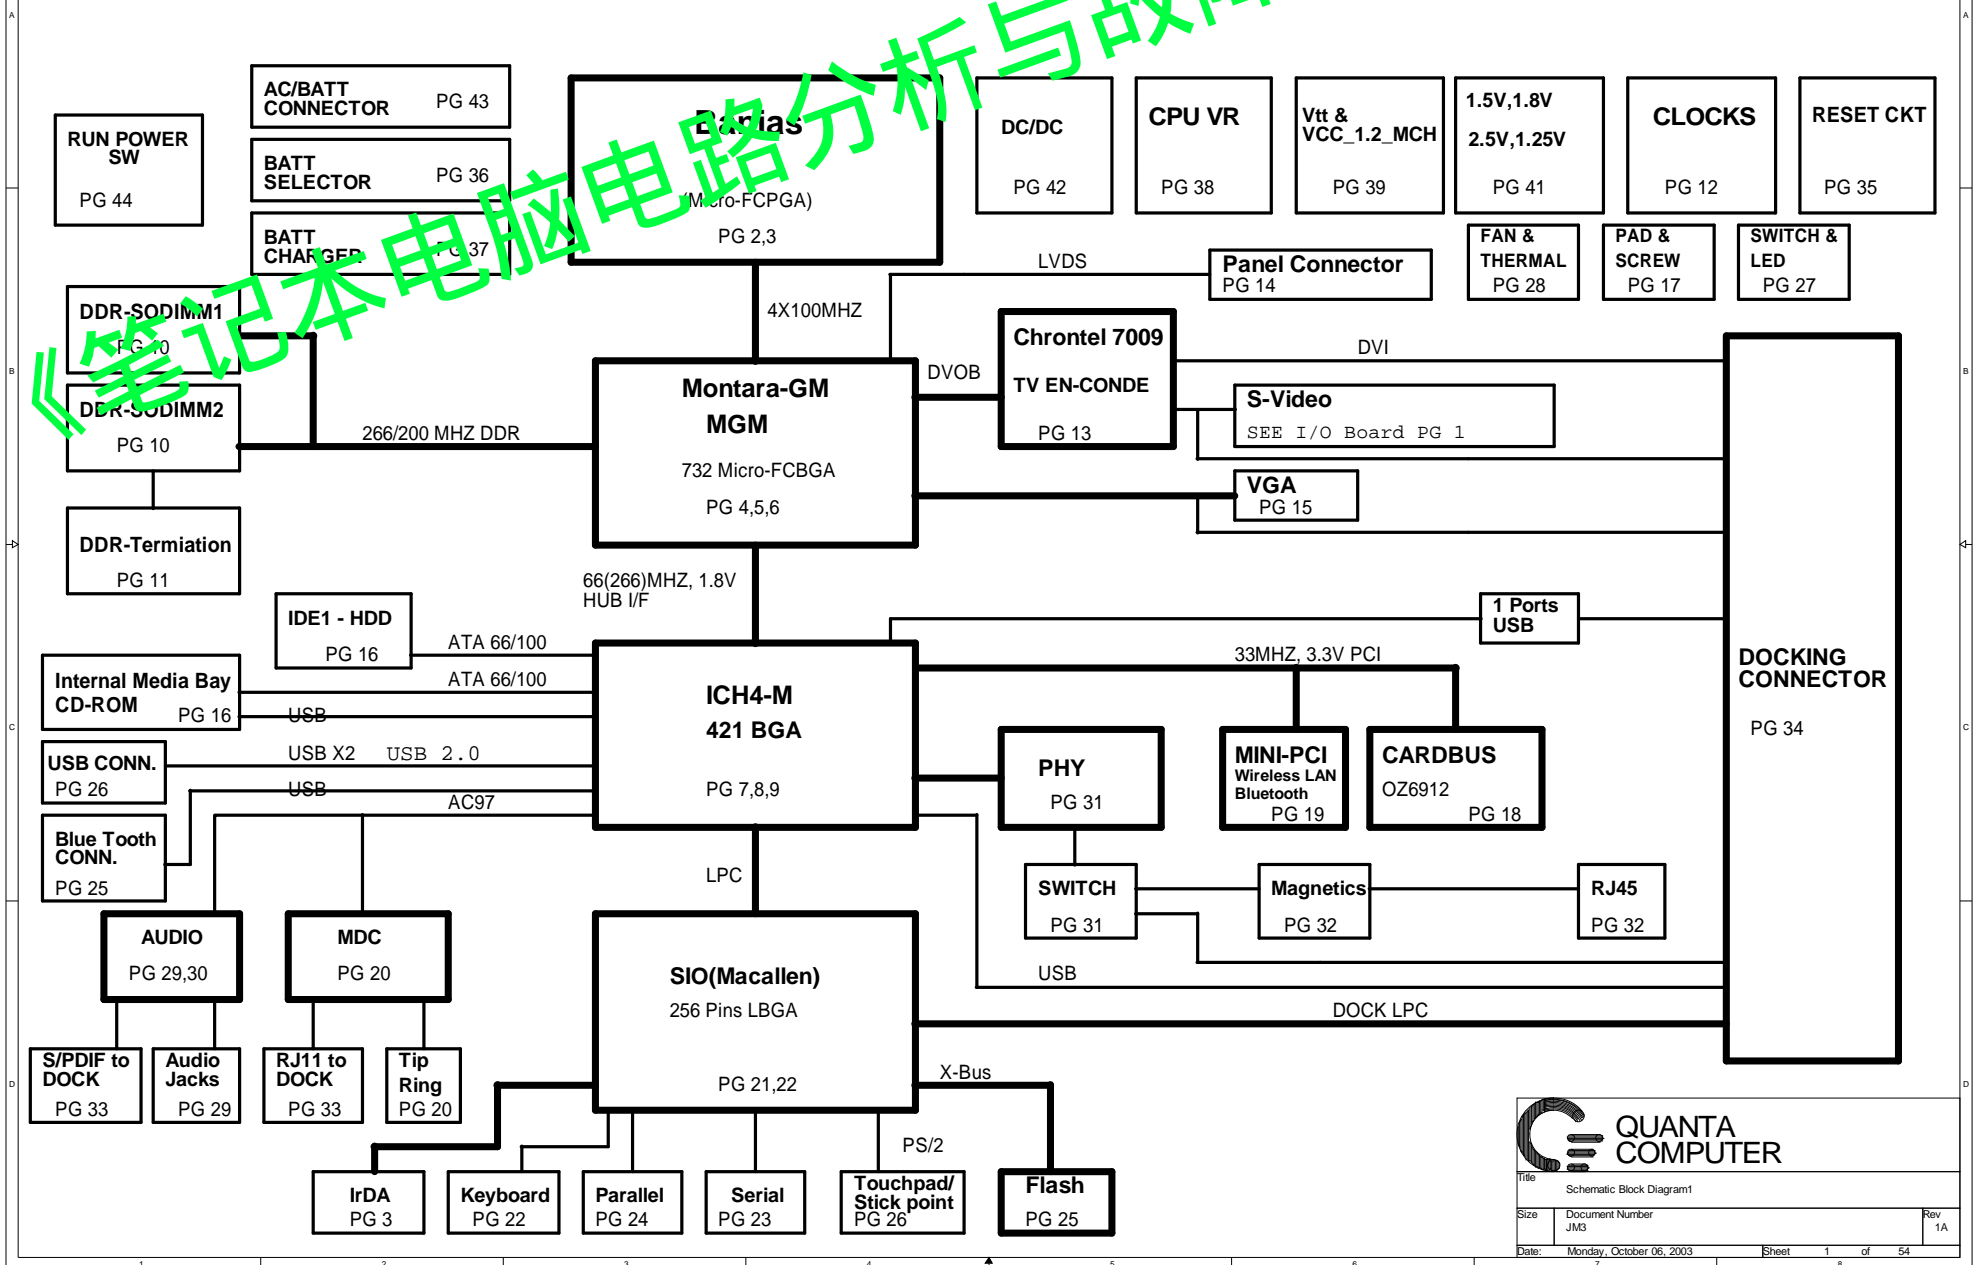 《笔记本电脑电路分析与故障
A
A
RUN POWER
SW
PG 44
AC/BATT
CONNECTOR
PG 43
BATT
SELECTOR
PG 36
BATT
CHARGER
PG 37
Banias
(Micro-FCPGA)
PG 2,3
DC/DC
PG 42
CPU VR
PG 38
Vtt &
VCC_1.2_MCH
PG 39
1.5V,1.8V
2.5V,1.25V
PG 41
CLOCKS
PG 12
RESET CKT
PG 35
FAN &
THERMAL
PG 28
PAD &
SCREW
PG 17
SWITCH &
LED
PG 27
LVDS
Panel Connector
PG 14
4X100MHZ
DDR-SODIMM1
PG 10
DDR-SODIMM2
PG 10
266/200 MHZ DDR
DDR-Termiation
PG 11
B
B
Montara-GM
MGM
732 Micro-FCBGA
PG 4,5,6
DVOB
Chrontel 7009
TV EN-CONDE
PG 13
DVI
S-Video
SEE I/O Board PG 1
VGA
PG 15
66(266)MHZ, 1.8V
HUB I/F
1 Ports
USB
DOCKING
CONNECTOR
PG 34
IDE1 - HDD
PG 16
ATA 66/100
Internal Media Bay
CD-ROM
PG 16
ATA 66/100
USB
C
C
USB CONN.
PG 26
USB X2
USB 2.0
USB
AC97
Blue Tooth
CONN.
PG 25
ICH4-M
421 BGA
PG 7,8,9
33MHZ, 3.3V PCI
PHY
PG 31
MINI-PCI
Wireless LAN
Bluetooth
PG 19
CARDBUS
OZ6912
PG 18
LPC
SWITCH
PG 31
Magnetics
PG 32
RJ45
PG 32
AUDIO
PG 29,30
MDC
PG 20
SIO(Macallen)
256 Pins LBGA
PG 21,22
USB
DOCK LPC
S/PDIF to
DOCK
PG 33
Audio
Jacks
PG 29
RJ11 to
DOCK
PG 33
Tip
Ring
PG 20
D
D
X-Bus
PS/2
IrDA
PG 3
Keyboard
PG 22
Parallel
PG 24
Serial
PG 23
Touchpad/
Stick point
PG 26
Flash
PG 25
QUANTA
COMPUTER
Title
Schematic Block Diagram1
Size
Document Number
JM3
Rev
1A
Date:
Monday, October 06, 2003
Sheet 1 of 54
1 2 3 4 5 6 7 8